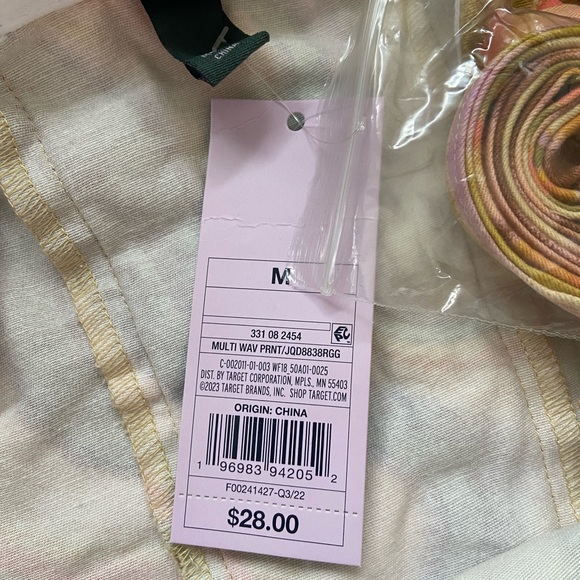 CHINA
M
331 08 2454
MULTI WAV PRNT/JQD8838RGG
C-002011-01-003 WF18_50A01-0025
DIST. BY TARGET CORPORATION, MPLS., MN 55403
©2023 TARGET BRANDS, INC. SHOP TARGET.COM
ORIGIN: CHINA
1 96983 94205 2
F00241427-Q3/22
$28.00